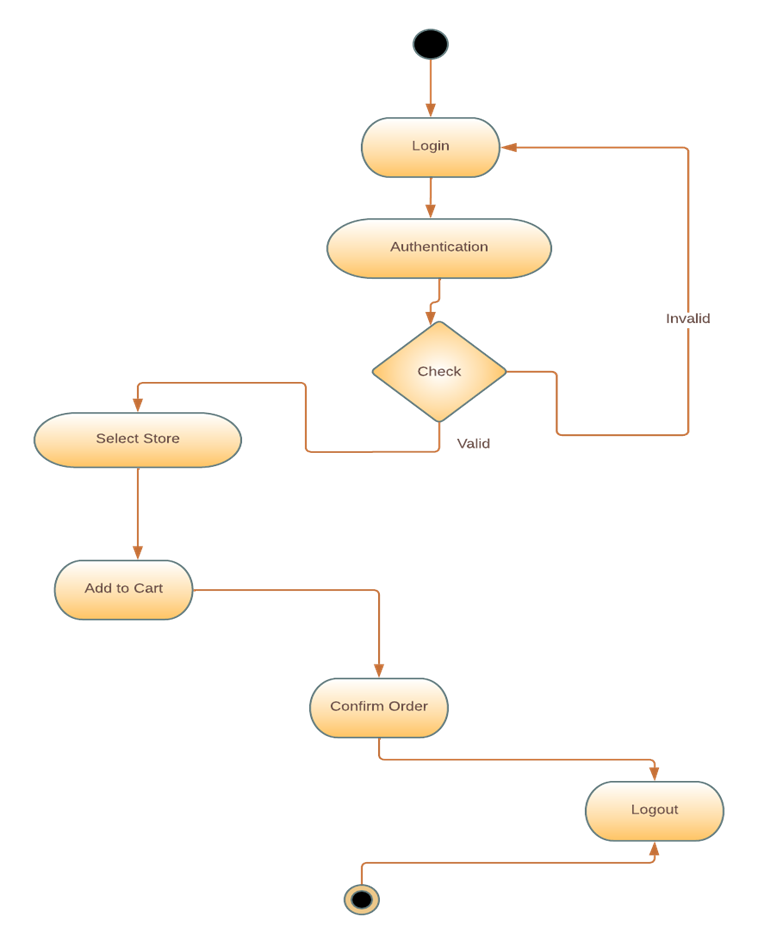 Login
Authentication
Invalid
Check
Select Store
Valid
Add to Cart
Confirm Order
Logout